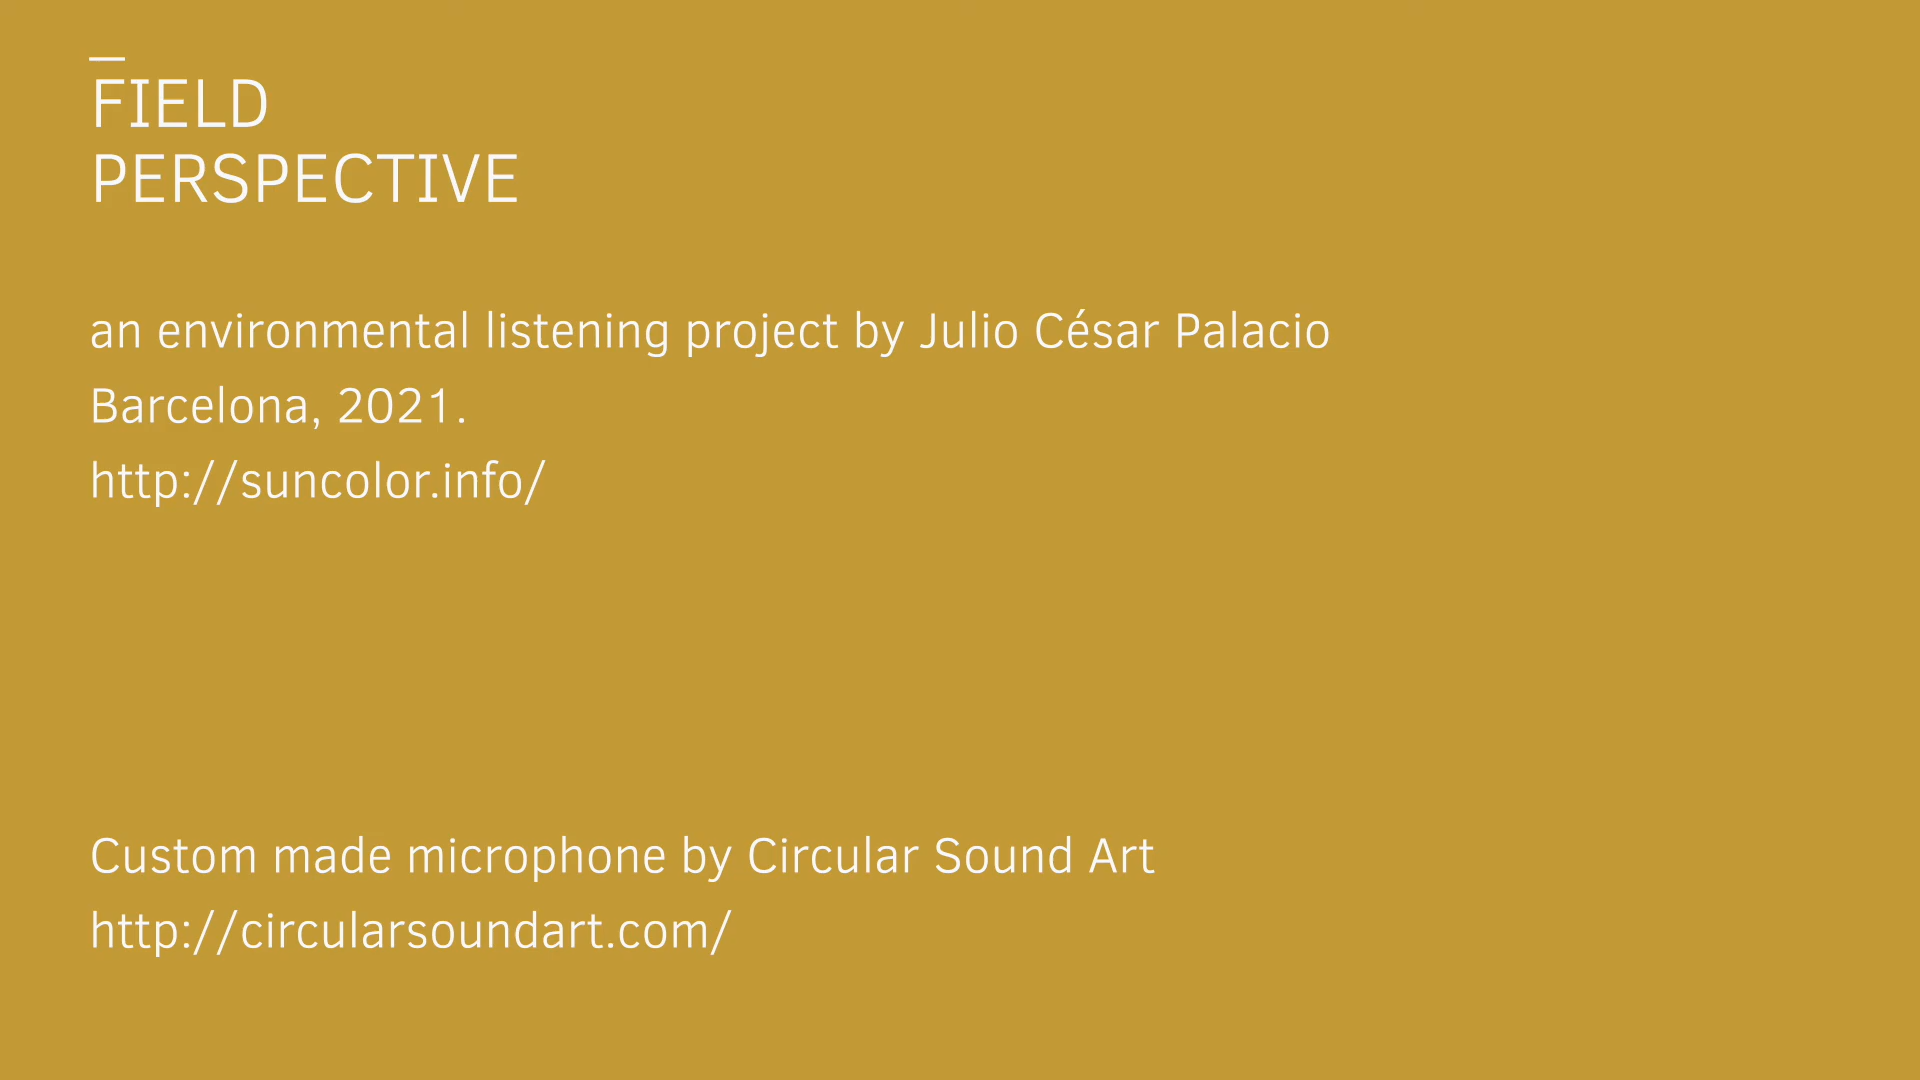 FIELD
PERSPECTIVE
an environmental listening project by Julio César Palacio
Barcelona, 2021.
http://suncolor.info/
Custom made microphone by Circular Sound Art
http://circularsoundart.com/